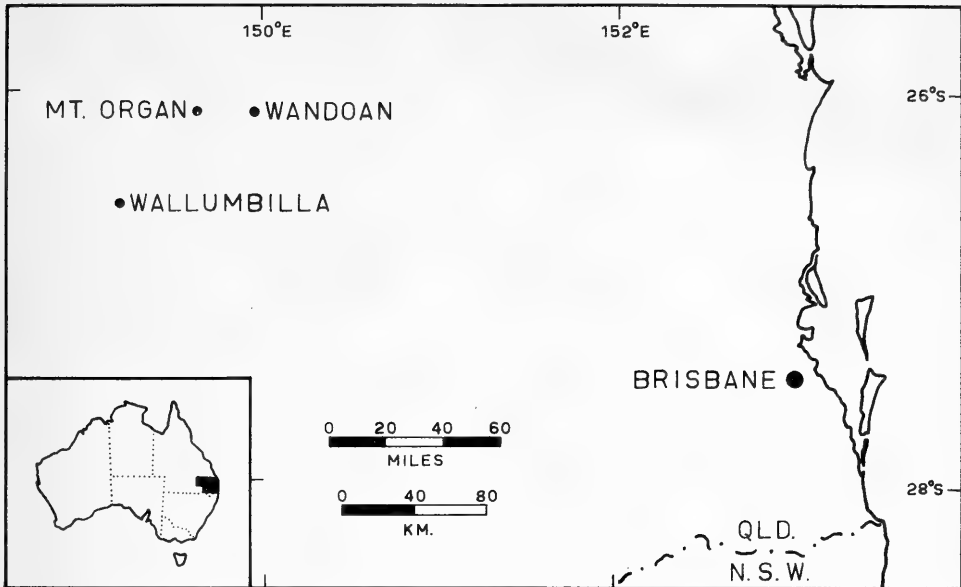 150°E
152°E
26°S
MT. ORGAN
WANDOAN
WALLUMBILLA
BRISBANE
0 20 40 60
MILES
0 40 80
KM.
28°S
QLD.
N.S.W.